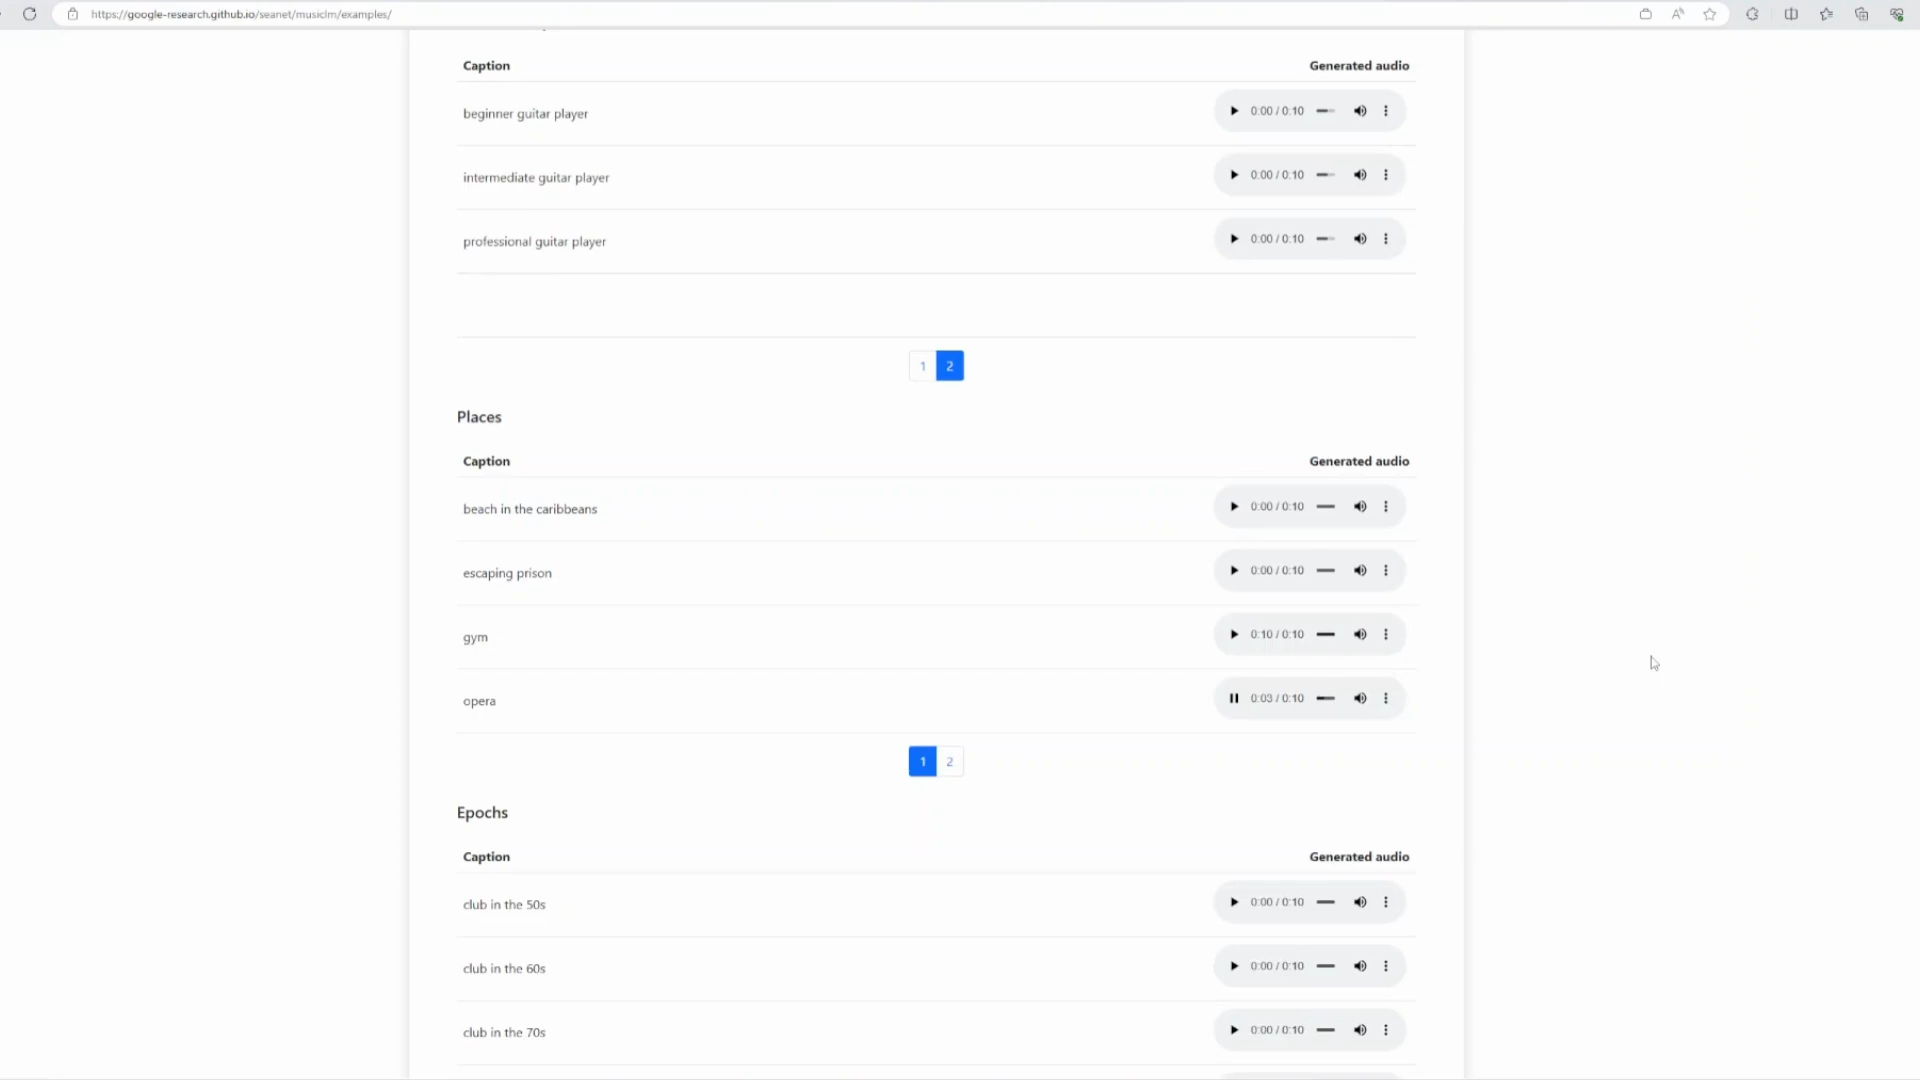 https://google-research.github.io/seanet/musiclm/examples/
Caption Generated audio
beginner guitar player 0:00 / 0:10
intermediate guitar player 0:00 / 0:10
professional guitar player 0:00 / 0:10
1 2
Places
Caption Generated audio
beach in the caribbeans 0:00 / 0:10
escaping prison 0:00 / 0:10
gym 0:10 / 0:10
opera 0:03 / 0:10
1 2
Epochs
Caption Generated audio
club in the 50s 0:00 / 0:10
club in the 60s 0:00 / 0:10
club in the 70s 0:00 / 0:10